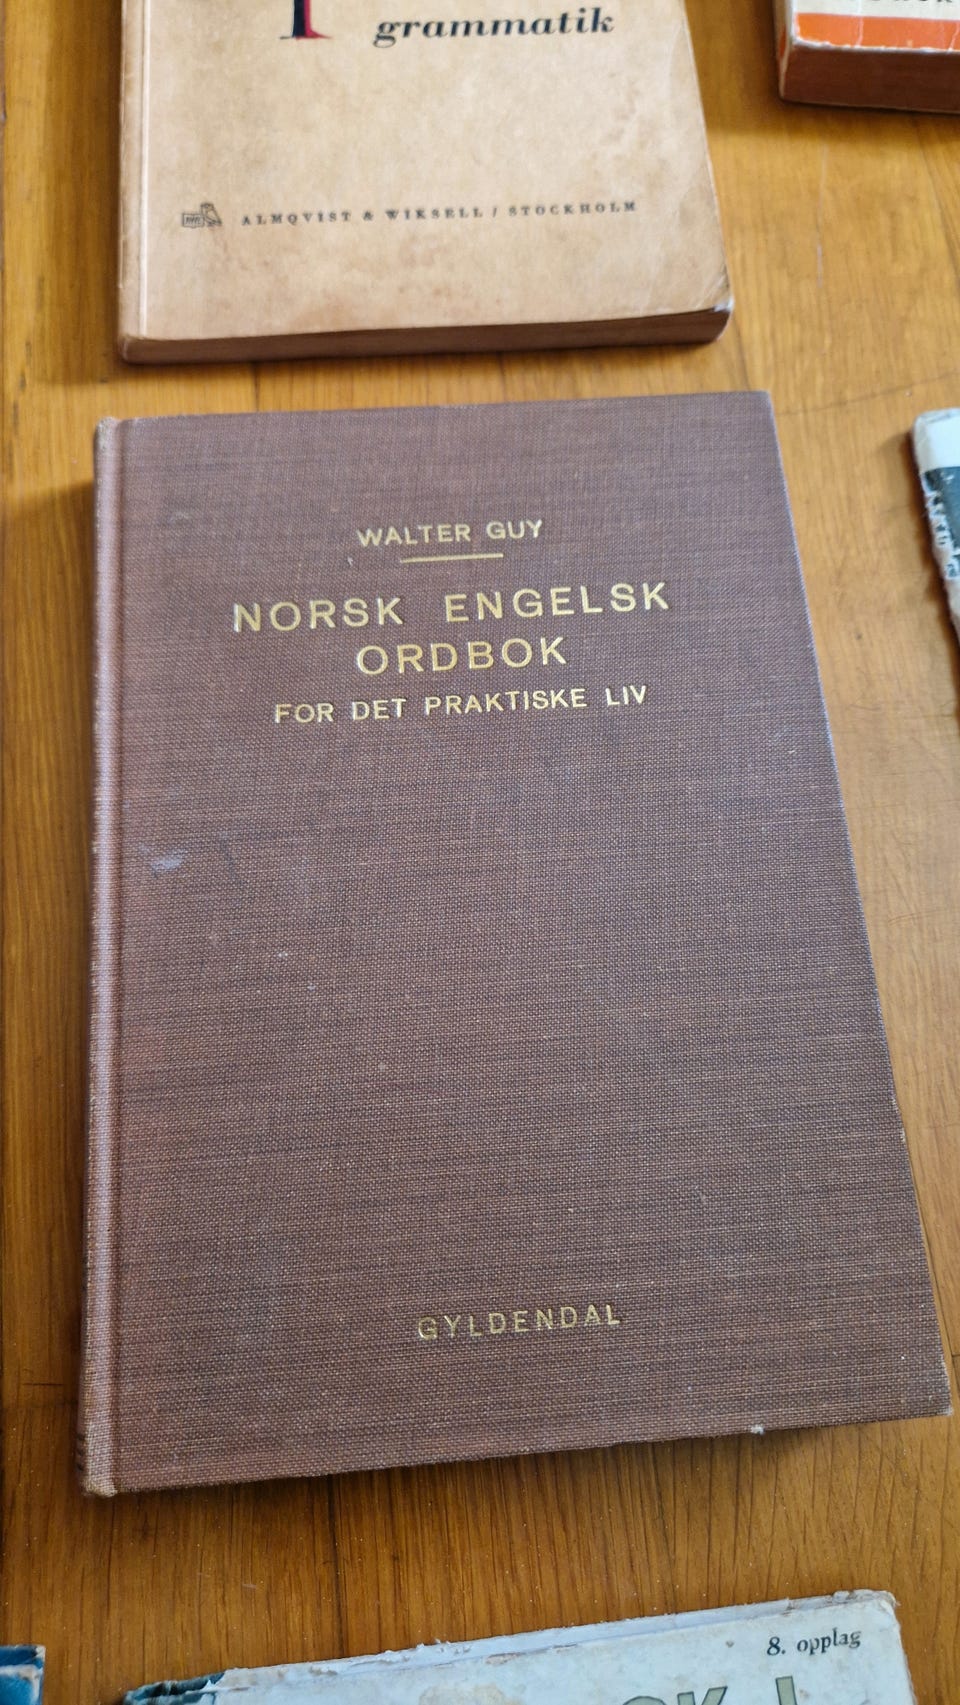 grammatik
ALMQVIST & WIKSELL / STOCKHOLM
WALTER GUY
NORSK ENGELSK
ORDBOK
FOR DET PRAKTISKE LIV
GYLDENDAL
8. opplag